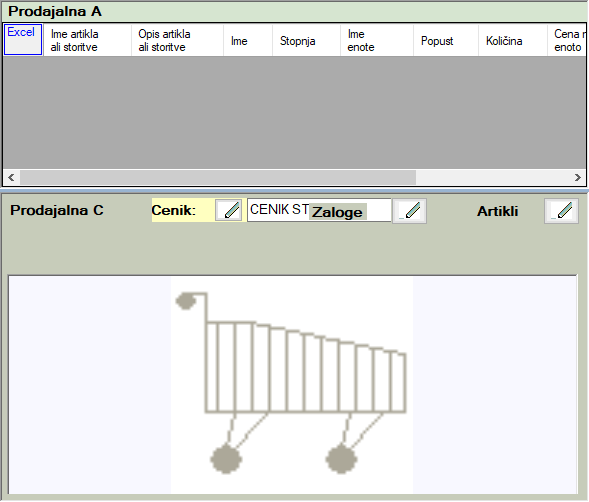 Prodajalna A
Excel Ime artikla ali storitve Opis artikla ali storitve Ime Stopnja Ime enote Popust Količina Cena n enoto
Prodajalna C Cenik: CENIK ST Zaloge Artikli